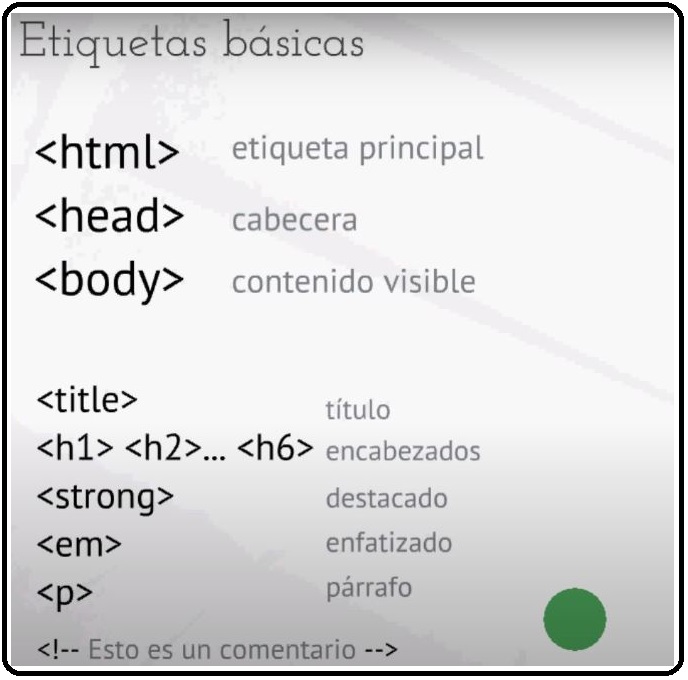 Etiquetas básicas
<html> etiqueta principal
<head> cabecera
<body> contenido visible
<title> título
<h1> <h2>... <h6> encabezados
<strong> destacado
<em> enfatizado
<p> párrafo
<!-- Esto es un comentario -->